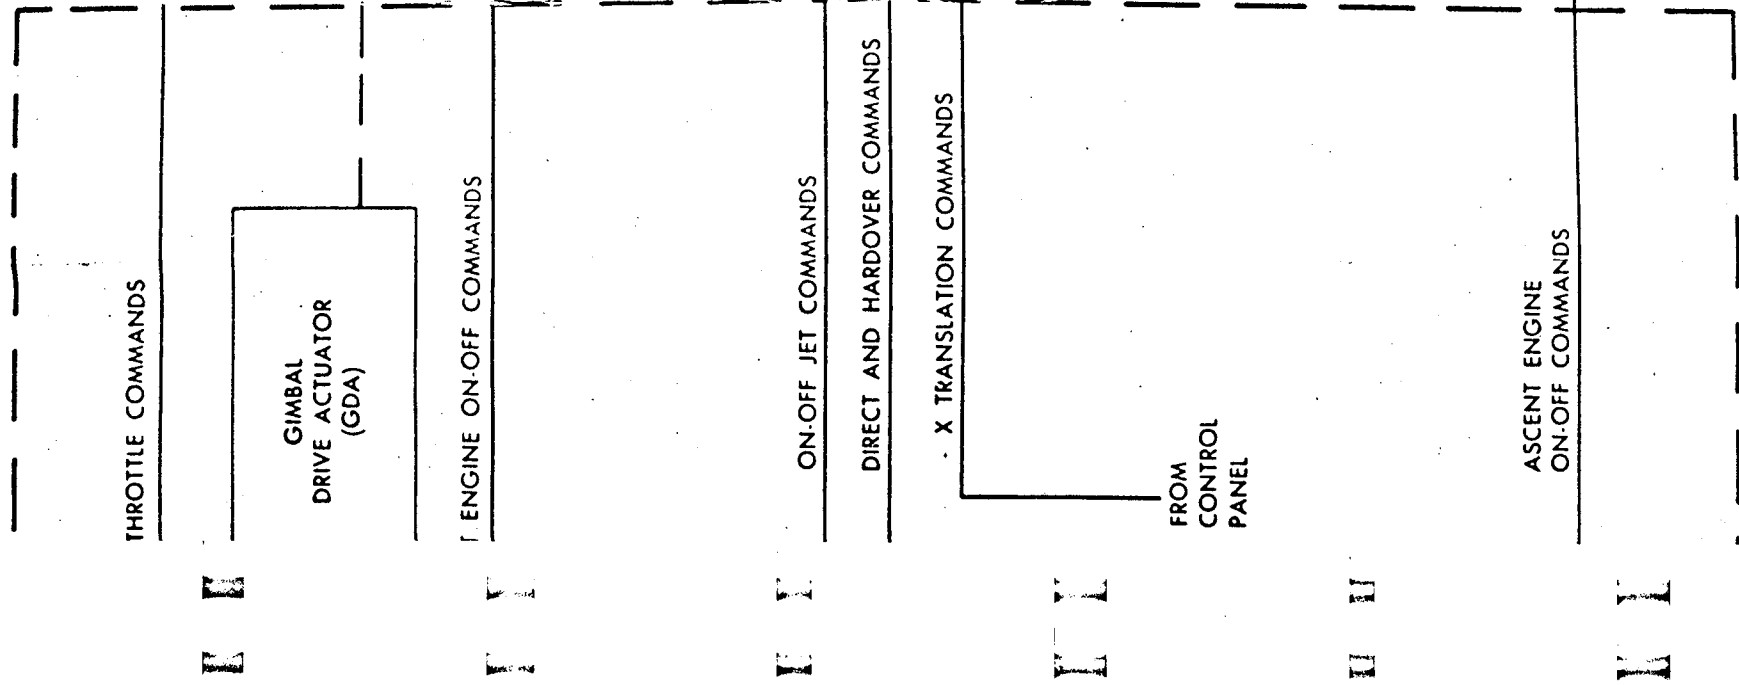 THROTTLE COMMANDS
GIMBAL
DRIVE ACTUATOR
(GDA)
ENGINE ON-OFF COMMANDS
ON-OFF JET COMMANDS
DIRECT AND HARDOVER COMMANDS
X TRANSLATION COMMANDS
FROM
CONTROL
PANEL
ASCENT ENGINE
ON-OFF COMMANDS